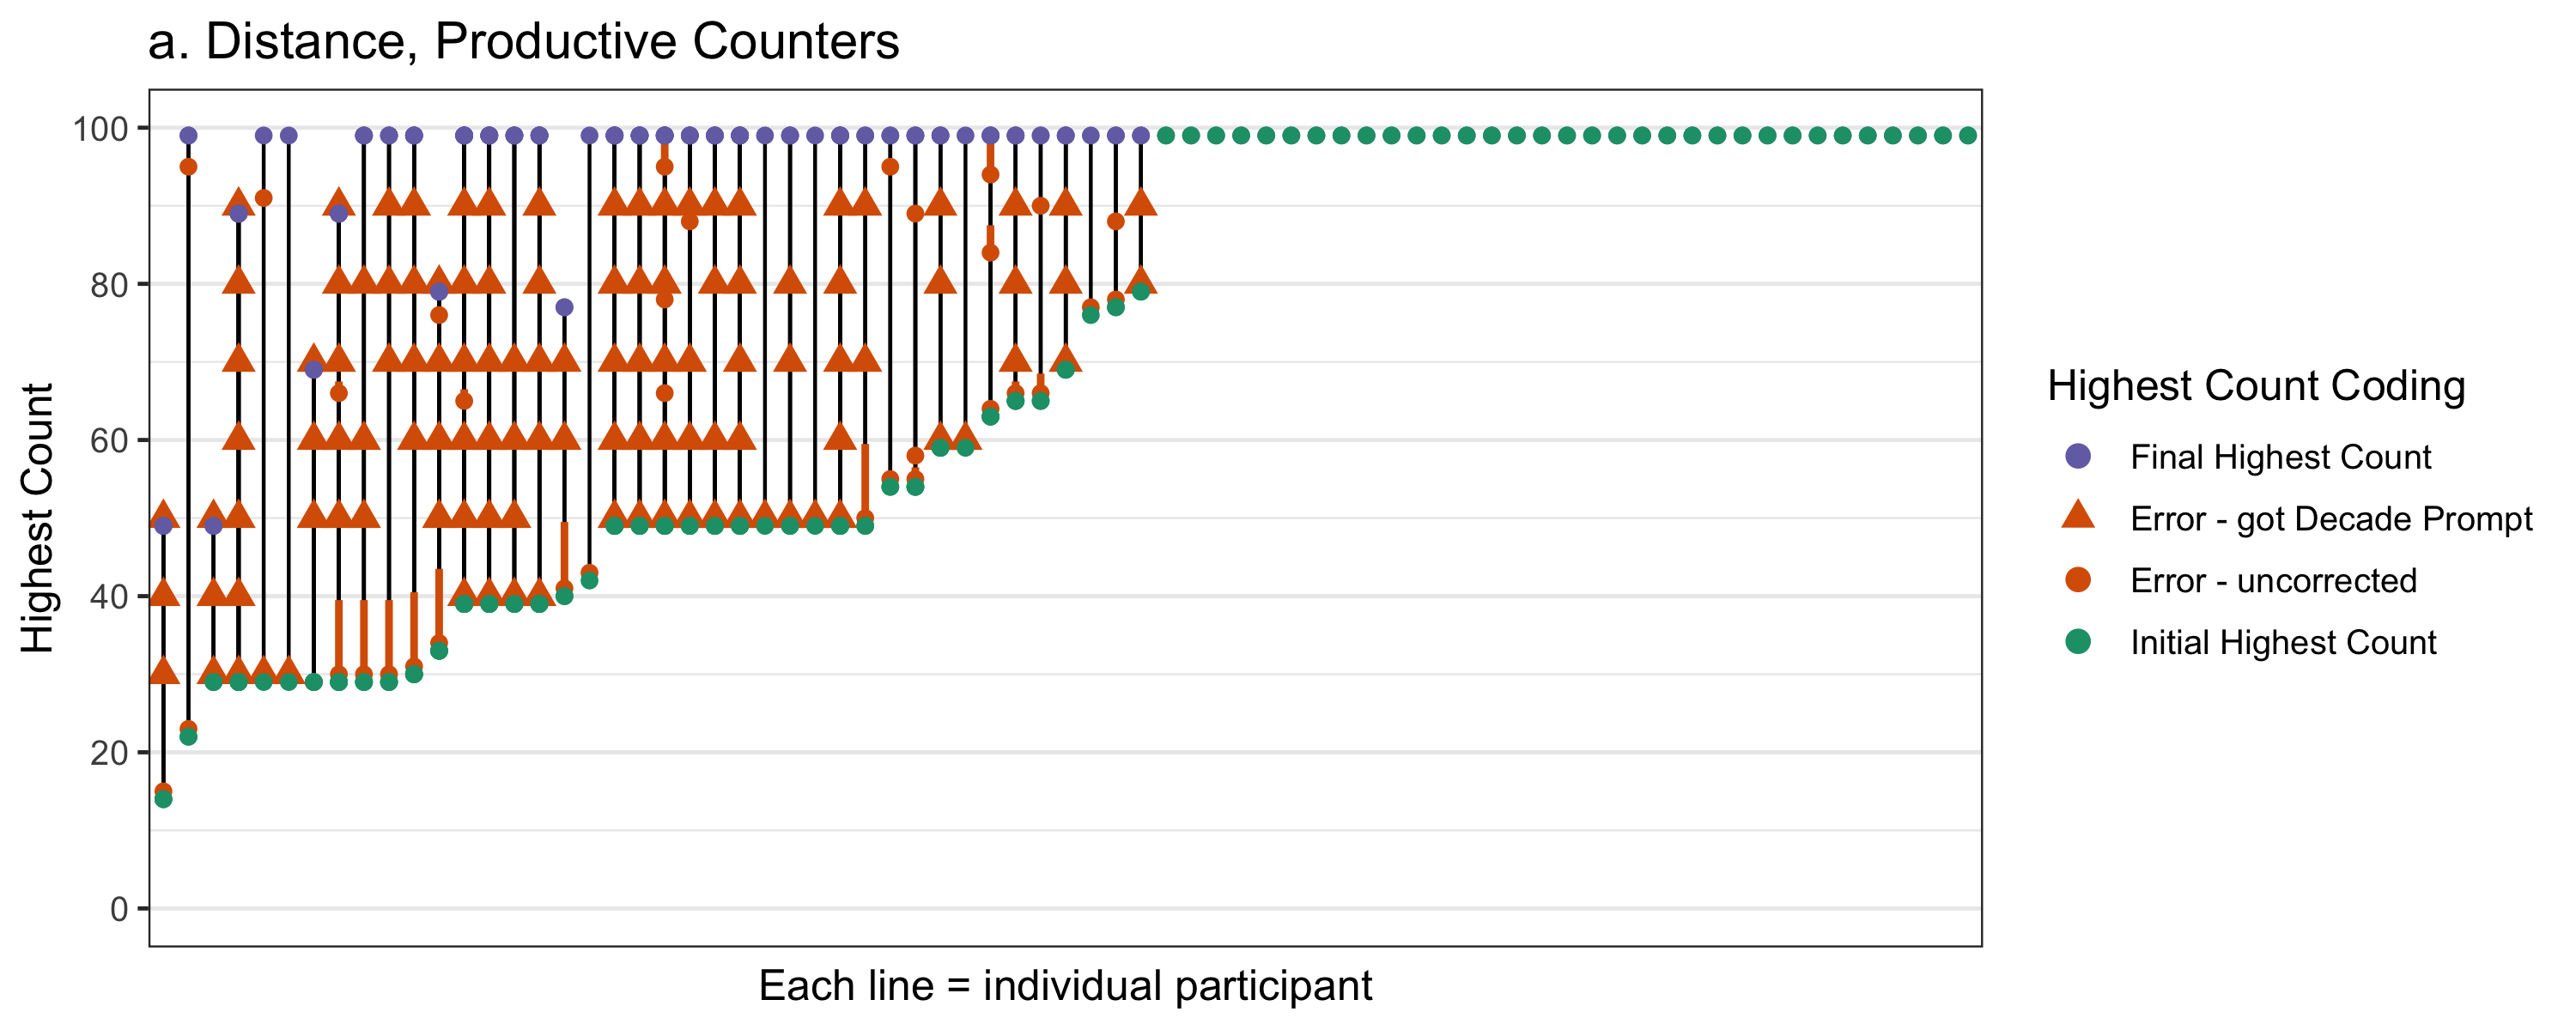 a. Distance, Productive Counters
100
80
60
40
20
0
Highest Count
Each line = individual participant
Highest Count Coding
Final Highest Count
Error - got Decade Prompt
Error - uncorrected
Initial Highest Count